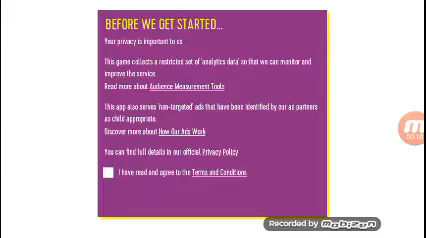 BEFORE WE GET STARTED...
Your privacy is important to us
This game collects a restricted set of 'analytics data' so that we can monitor and
improve the service.
Read more about Audience Measurement Tools
This app also serves 'non-targeted' ads that have been identified by our ad partners
as child appropriate.
Discover more about How Our Ads Work
You can find full details in our official Privacy Policy
I have read and agree to the Terms and Conditions
Recorded by mobizen